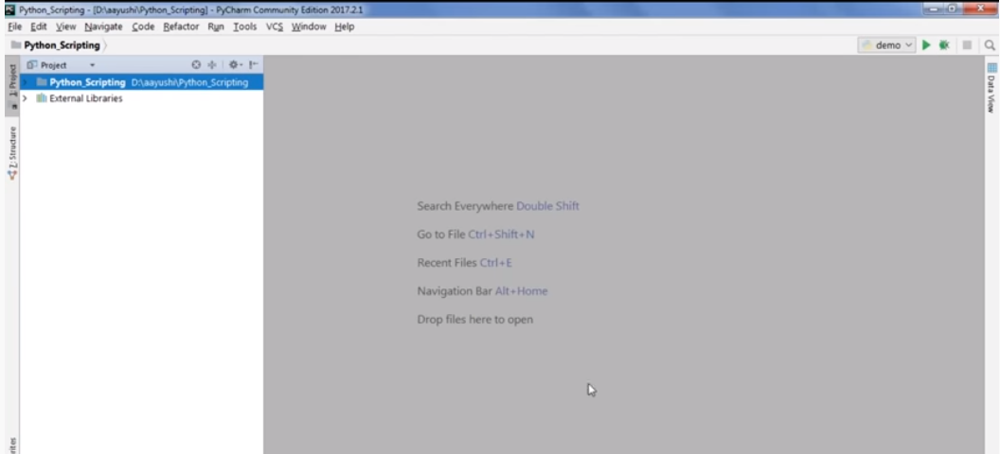 Python_Scripting - [D:\aayushi\Python_Scripting] - PyCharm Community Edition 2017.2.1
File Edit View Navigate Code Refactor Run Tools VCS Window Help
Python_Scripting
demo
Project
1: Project
Python_Scripting D:\aayushi\Python_Scripting
External Libraries
Data View
7: Structure
Search Everywhere Double Shift
Go to File Ctrl+Shift+N
Recent Files Ctrl+E
Navigation Bar Alt+Home
Drop files here to open